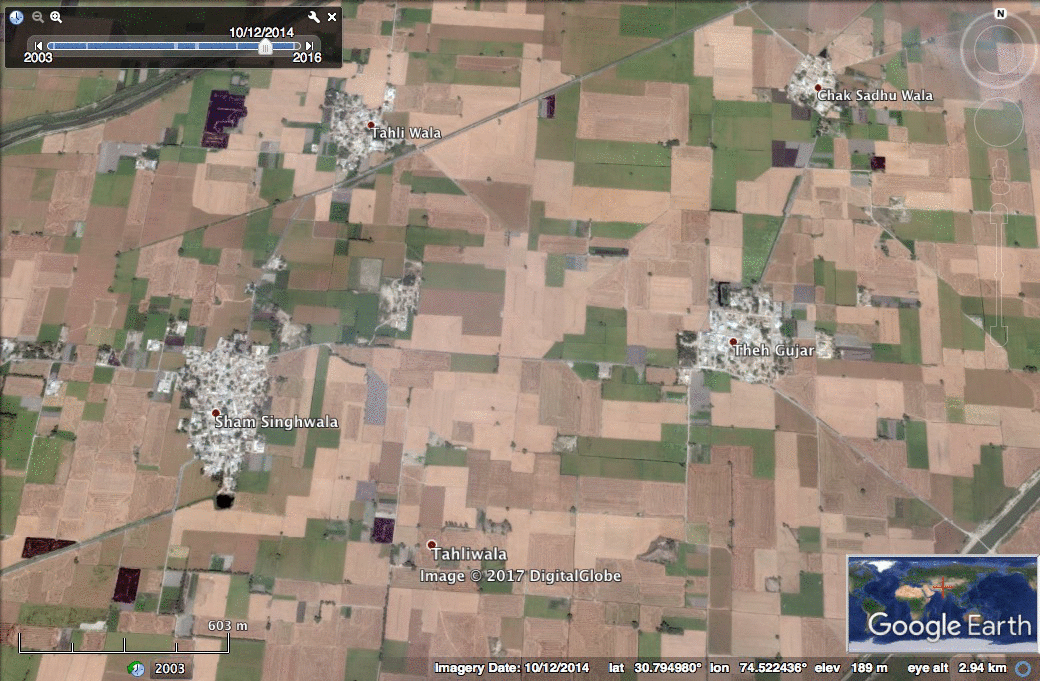 10/12/2014
2003
2016
N
Chak Sadhu Wala
Tahli Wala
Theh Gujar
Sham Singhwala
Tahliwala
Image © 2017 DigitalGlobe
603 m
Google Earth
2003
Imagery Date: 10/12/2014 lat 30.794980° lon 74.522436° elev 189 m eye alt 2.94 km